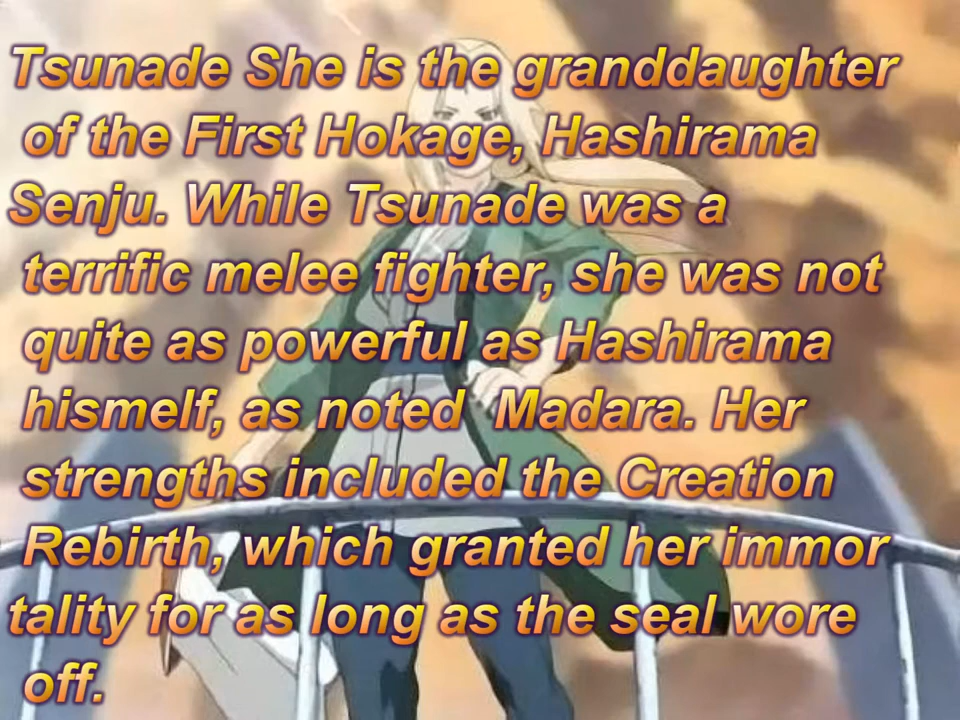 Tsunade She is the granddaughter
of the First Hokage, Hashirama
Senju. While Tsunade was a
terrific melee fighter, she was not
quite as powerful as Hashirama
hismelf, as noted  Madara. Her
strengths included the Creation
Rebirth, which granted her immor
tality for as long as the seal wore
off.